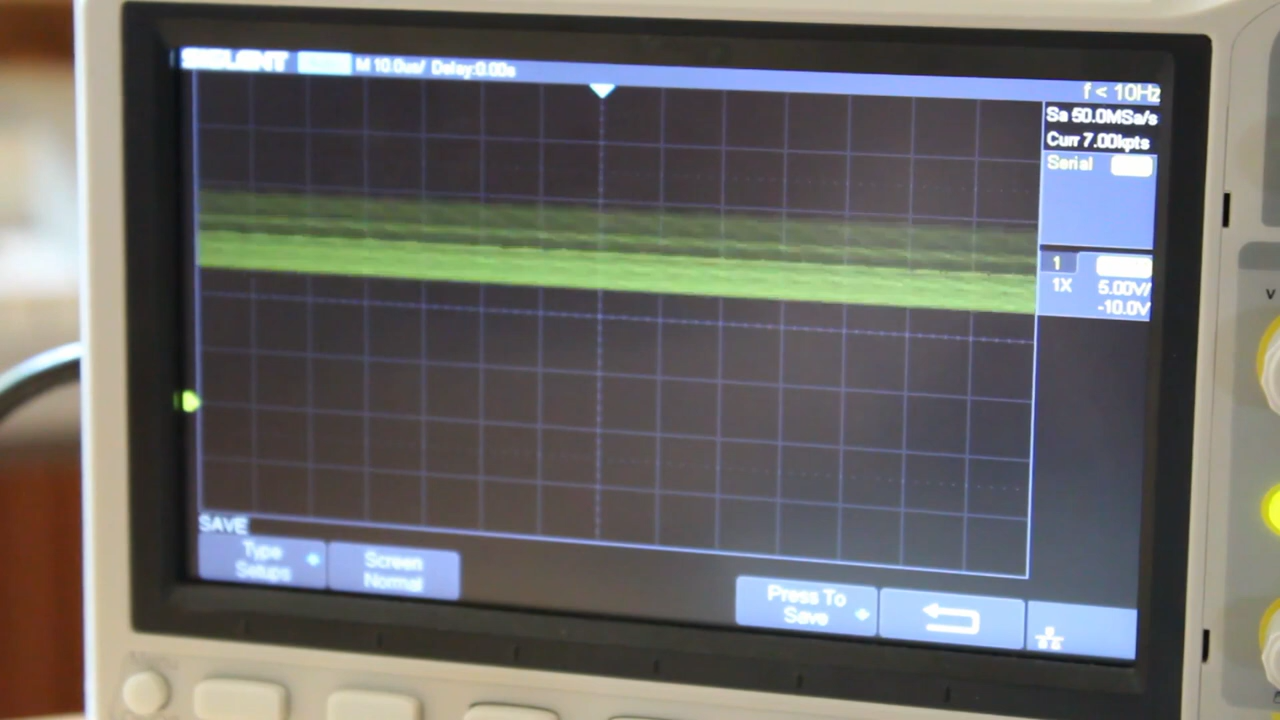 SIGLENT M 10.0us/ Delay:0.00s
f < 10Hz
Sa 50.0MSa/s
Curr 7.00kpts
Serial
1
1X 5.00V/
-10.0V
SAVE
Type
Setups
Screen
Normal
Press To
Save
V